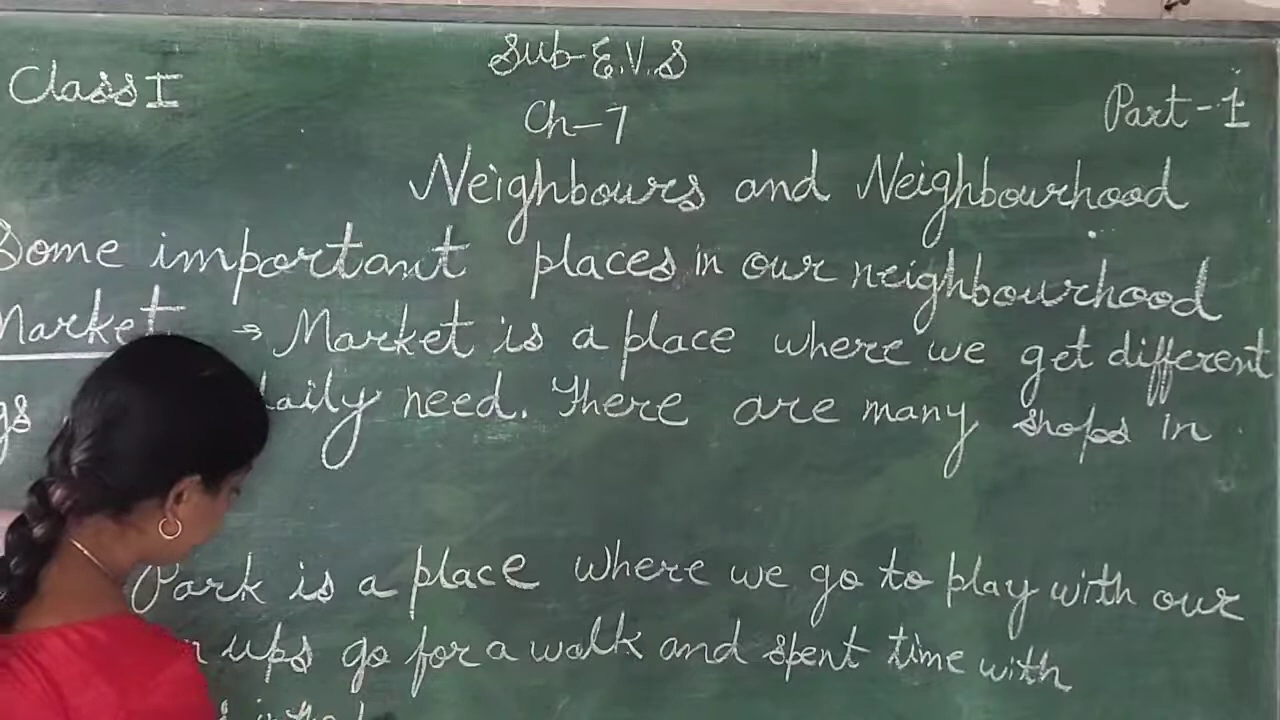 Sub-E.V.S
Class I
Ch-7
Part-1
Neighbours and Neighbourhood
Some important places in our neighbourhood
Market → Market is a place where we get different
daily need. There are many shops in
Park is a place where we go to play with our
ups go for a walk and spent time with
in the